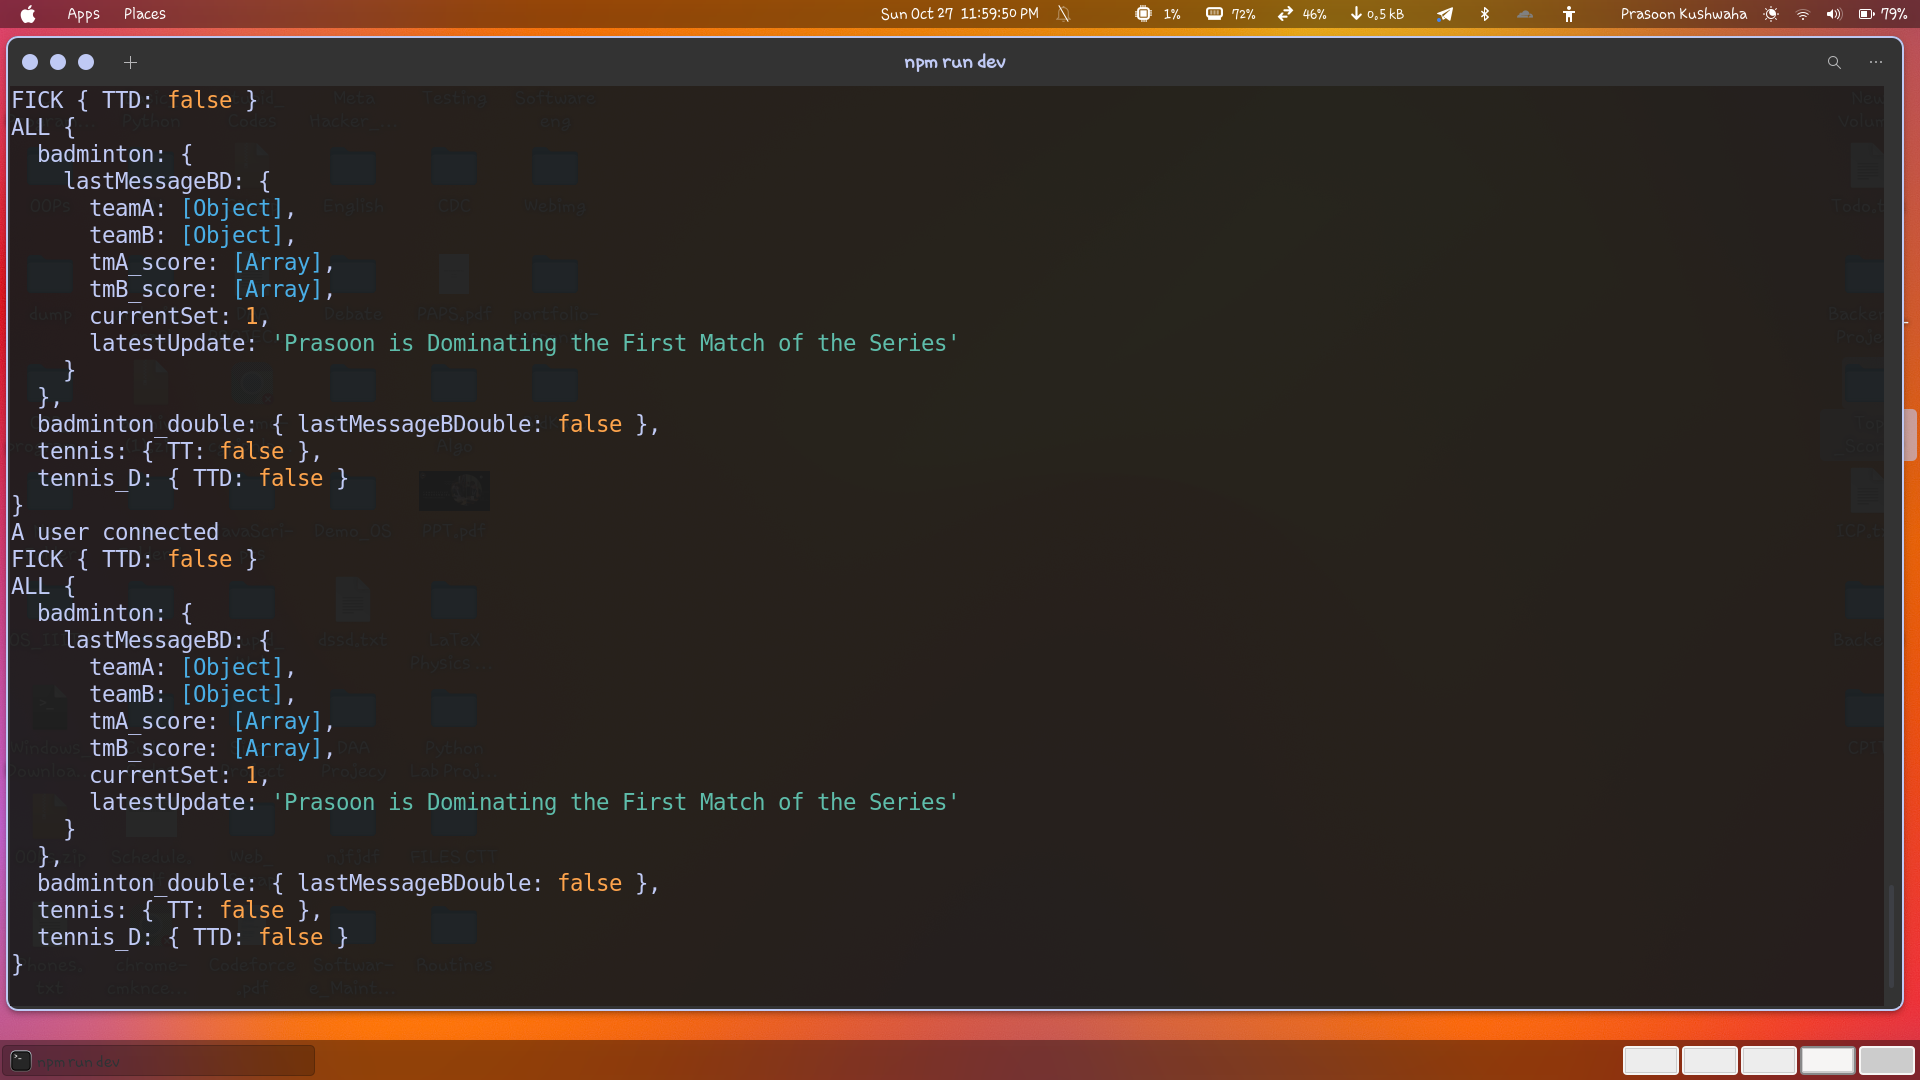 Apps Places Sun Oct 27 11:59:50 PM 1% 72% 46% 0.5 kB Prasoon Kushwaha 79%
npm run dev
FICK { TTD: false }
ALL {
  badminton: {
    lastMessageBD: {
      teamA: [Object],
      teamB: [Object],
      tmA_score: [Array],
      tmB_score: [Array],
      currentSet: 1,
      latestUpdate: 'Prasoon is Dominating the First Match of the Series'
    }
  },
  badminton_double: { lastMessageBDouble: false },
  tennis: { TT: false },
  tennis_D: { TTD: false }
}
A user connected
FICK { TTD: false }
ALL {
  badminton: {
    lastMessageBD: {
      teamA: [Object],
      teamB: [Object],
      tmA_score: [Array],
      tmB_score: [Array],
      currentSet: 1,
      latestUpdate: 'Prasoon is Dominating the First Match of the Series'
    }
  },
  badminton_double: { lastMessageBDouble: false },
  tennis: { TT: false },
  tennis_D: { TTD: false }
}
npm run dev